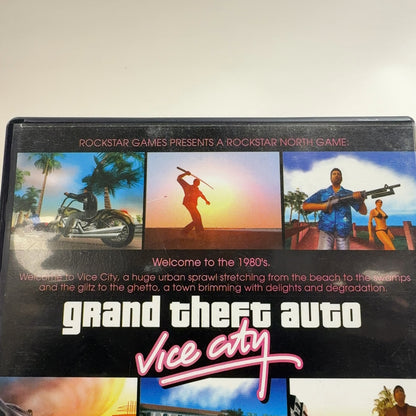 ROCKSTAR GAMES PRESENTS A ROCKSTAR NORTH GAME:
Welcome to the 1980's.
Welcome to Vice City, a huge urban sprawl stretching from the beach to the swamps
and the glitz to the ghetto, a town brimming with delights and degradation.
grand theft auto
Vice City